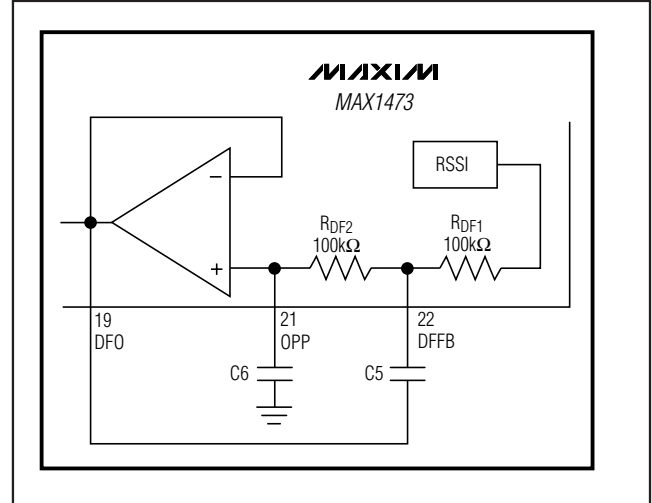 MAXIM
MAX1473
RSSI
RDF2
100kΩ
RDF1
100kΩ
−
+
19
DFO
21
OPP
22
DFFB
C6
C5